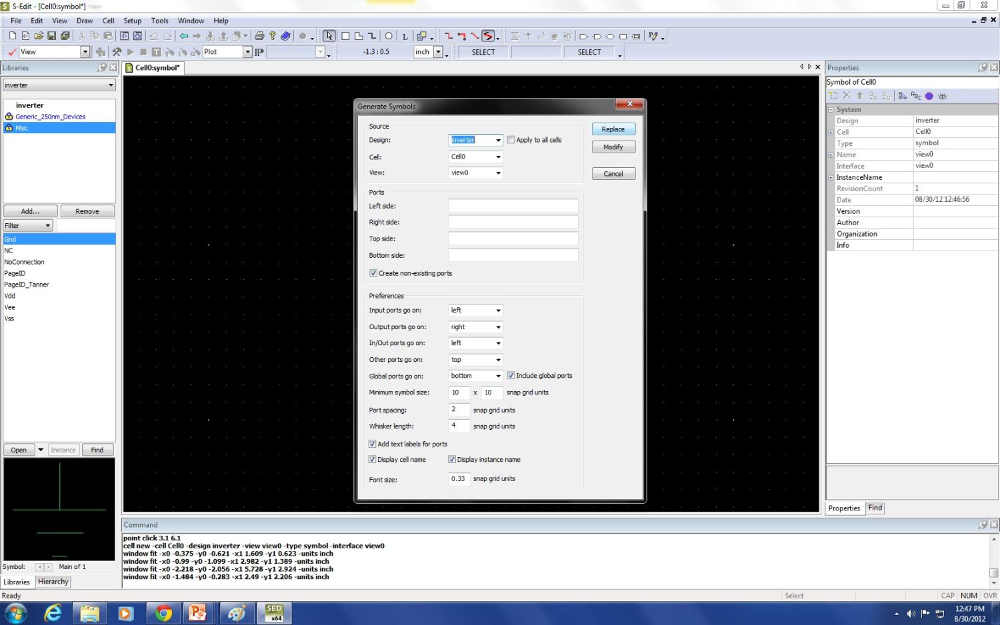 S-Edit - [Cell0:symbol*]
File Edit View Draw Cell Setup Tools Window Help
View Plot -1.3 : 0.5 inch SELECT SELECT
Libraries
inverter
inverter
Generic_250nm_Devices
Misc
Add... Remove
Filter
Gnd
NC
NoConnection
PageID
PageID_Tanner
Vdd
Vee
Vss
Open Instance Find
Symbol: Main of 1
Libraries Hierarchy
Cell0:symbol*
Generate Symbols
Source
Design: inverter Apply to all cells
Cell: Cell0
View: view0
Replace
Modify
Cancel
Ports
Left side:
Right side:
Top side:
Bottom side:
Create non-existing ports
Preferences
Input ports go on: left
Output ports go on: right
In/Out ports go on: left
Other ports go on: top
Global ports go on: bottom Include global ports
Minimum symbol size: 10 x 10 snap grid units
Port spacing: 2 snap grid units
Whisker length: 4 snap grid units
Add text labels for ports
Display cell name Display instance name
Font size: 0.33 snap grid units
Properties
Symbol of Cell0
System
Design inverter
Cell Cell0
Type symbol
Name view0
Interface view0
InstanceName
RevisionCount 1
Date 08/30/12 12:46:56
Version
Author
Organization
Info
Properties Find
Command
point click 3.1 6.1
cell new -cell Cell0 -design inverter -view view0 -type symbol -interface view0
window fit -x0 -0.375 -y0 -0.621 -x1 1.609 -y1 0.623 -units inch
window fit -x0 -0.99 -y0 -1.099 -x1 2.982 -y1 1.389 -units inch
window fit -x0 -2.218 -y0 -2.056 -x1 5.728 -y1 2.924 -units inch
window fit -x0 -1.484 -y0 -0.283 -x1 2.49 -y1 2.206 -units inch
Ready Select CAP NUM OVR
SED
x64
12:47 PM
8/30/2012